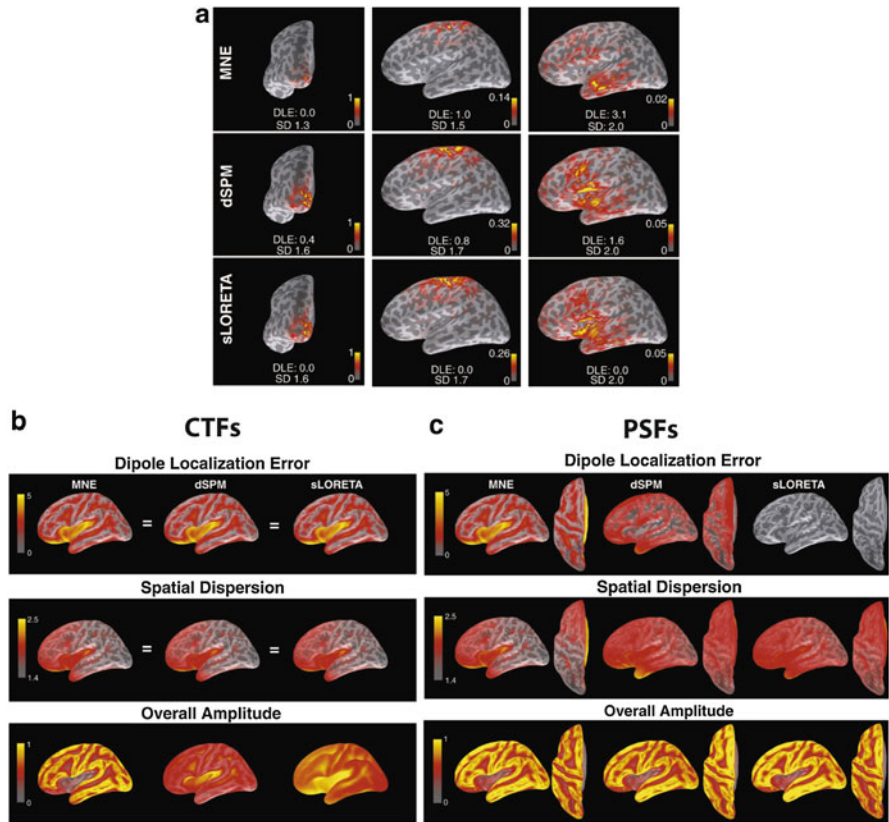 a
MNE
1
0
DLE: 0.0
SD 1.3
0.14
0
DLE: 1.0
SD 1.5
0.02
0
DLE: 3.1
SD: 2.0
dSPM
1
0
DLE: 0.4
SD 1.6
0.32
0
DLE: 0.8
SD 1.7
0.05
0
DLE: 1.6
SD 2.0
sLORETA
1
0
DLE: 0.0
SD 1.6
0.26
0
DLE: 0.0
SD 1.7
0.05
0
DLE: 0.0
SD 2.0
b
CTFs
Dipole Localization Error
MNE dSPM sLORETA
5
= =
0
Spatial Dispersion
2.5
= =
1.4
Overall Amplitude
1
0
c
PSFs
Dipole Localization Error
MNE dSPM sLORETA
5
0
Spatial Dispersion
2.5
1.4
Overall Amplitude
1
0